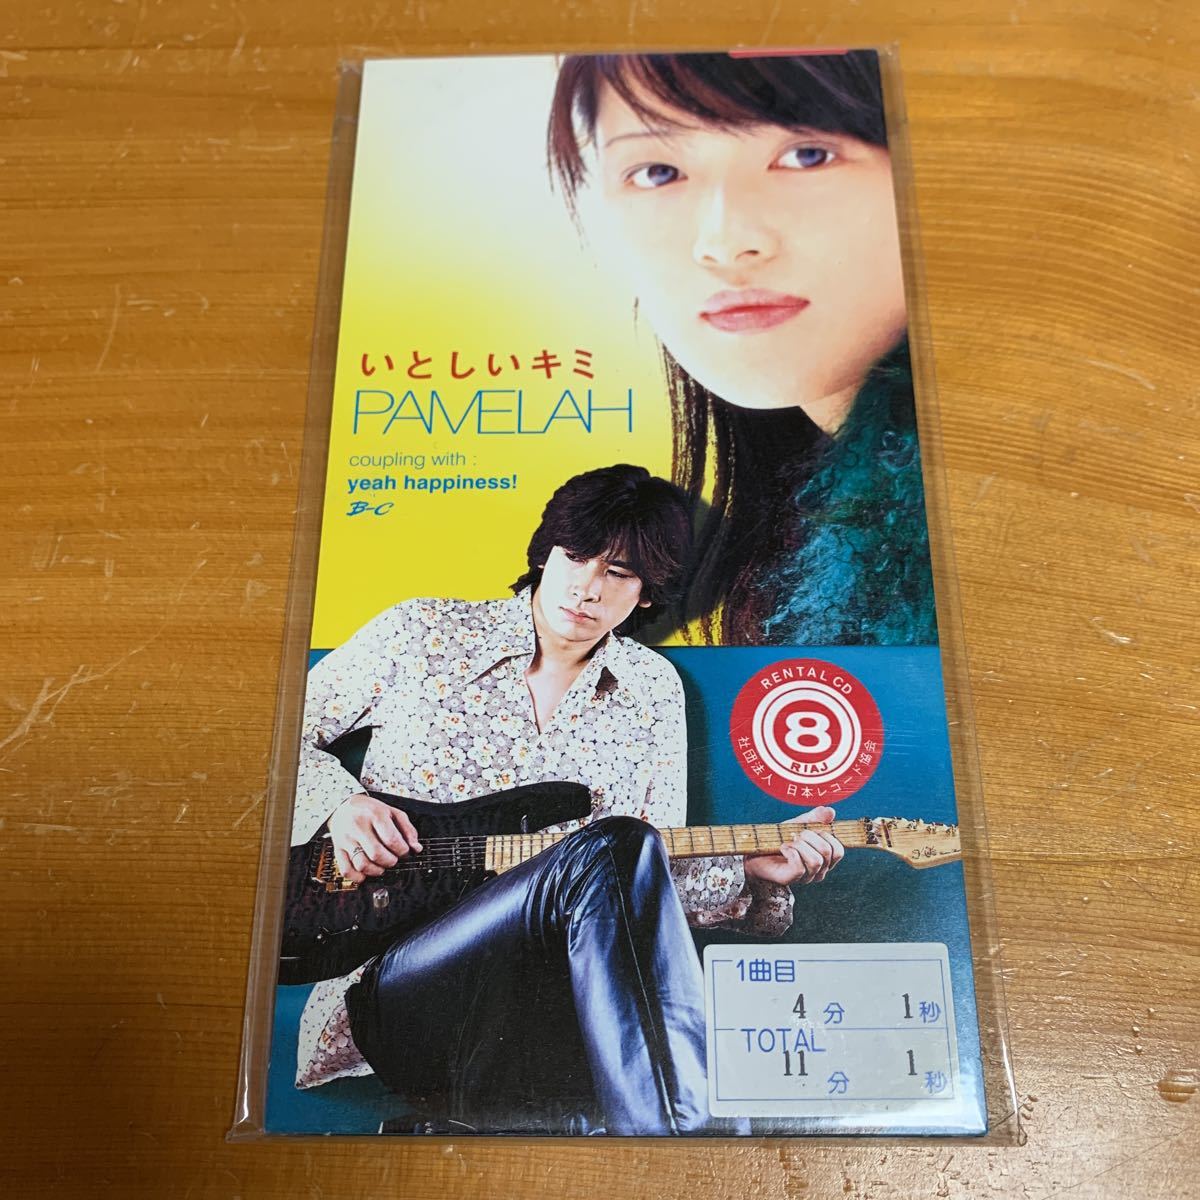 いとしいキミ
PAMELAH
coupling with :
yeah happiness!
B-C
RENTAL CD
8
RIAJ
社団法人 日本レコード協会
1曲目
4分 1秒
TOTAL
11分 1秒